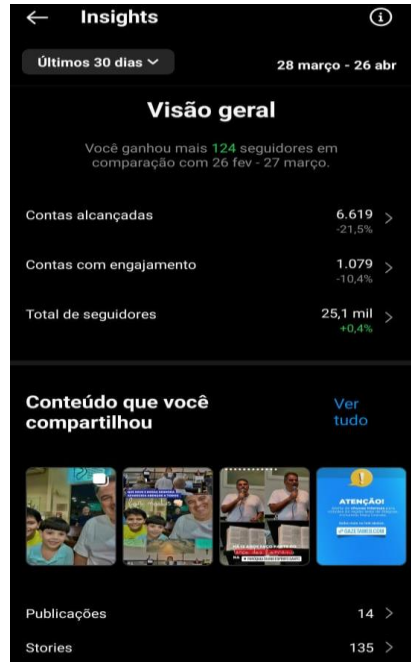 Insights
Últimos 30 dias
28 março - 26 abr
Visão geral
Você ganhou mais 124 seguidores em
comparação com 26 fev - 27 março.
Contas alcançadas
6.619
-21,5%
Contas com engajamento
1.079
-10,4%
Total de seguidores
25,1 mil
+0,4%
Conteúdo que você
compartilhou
Ver
tudo
ATENÇÃO!
GAZETAWEB.COM
Publicações
14
Stories
135